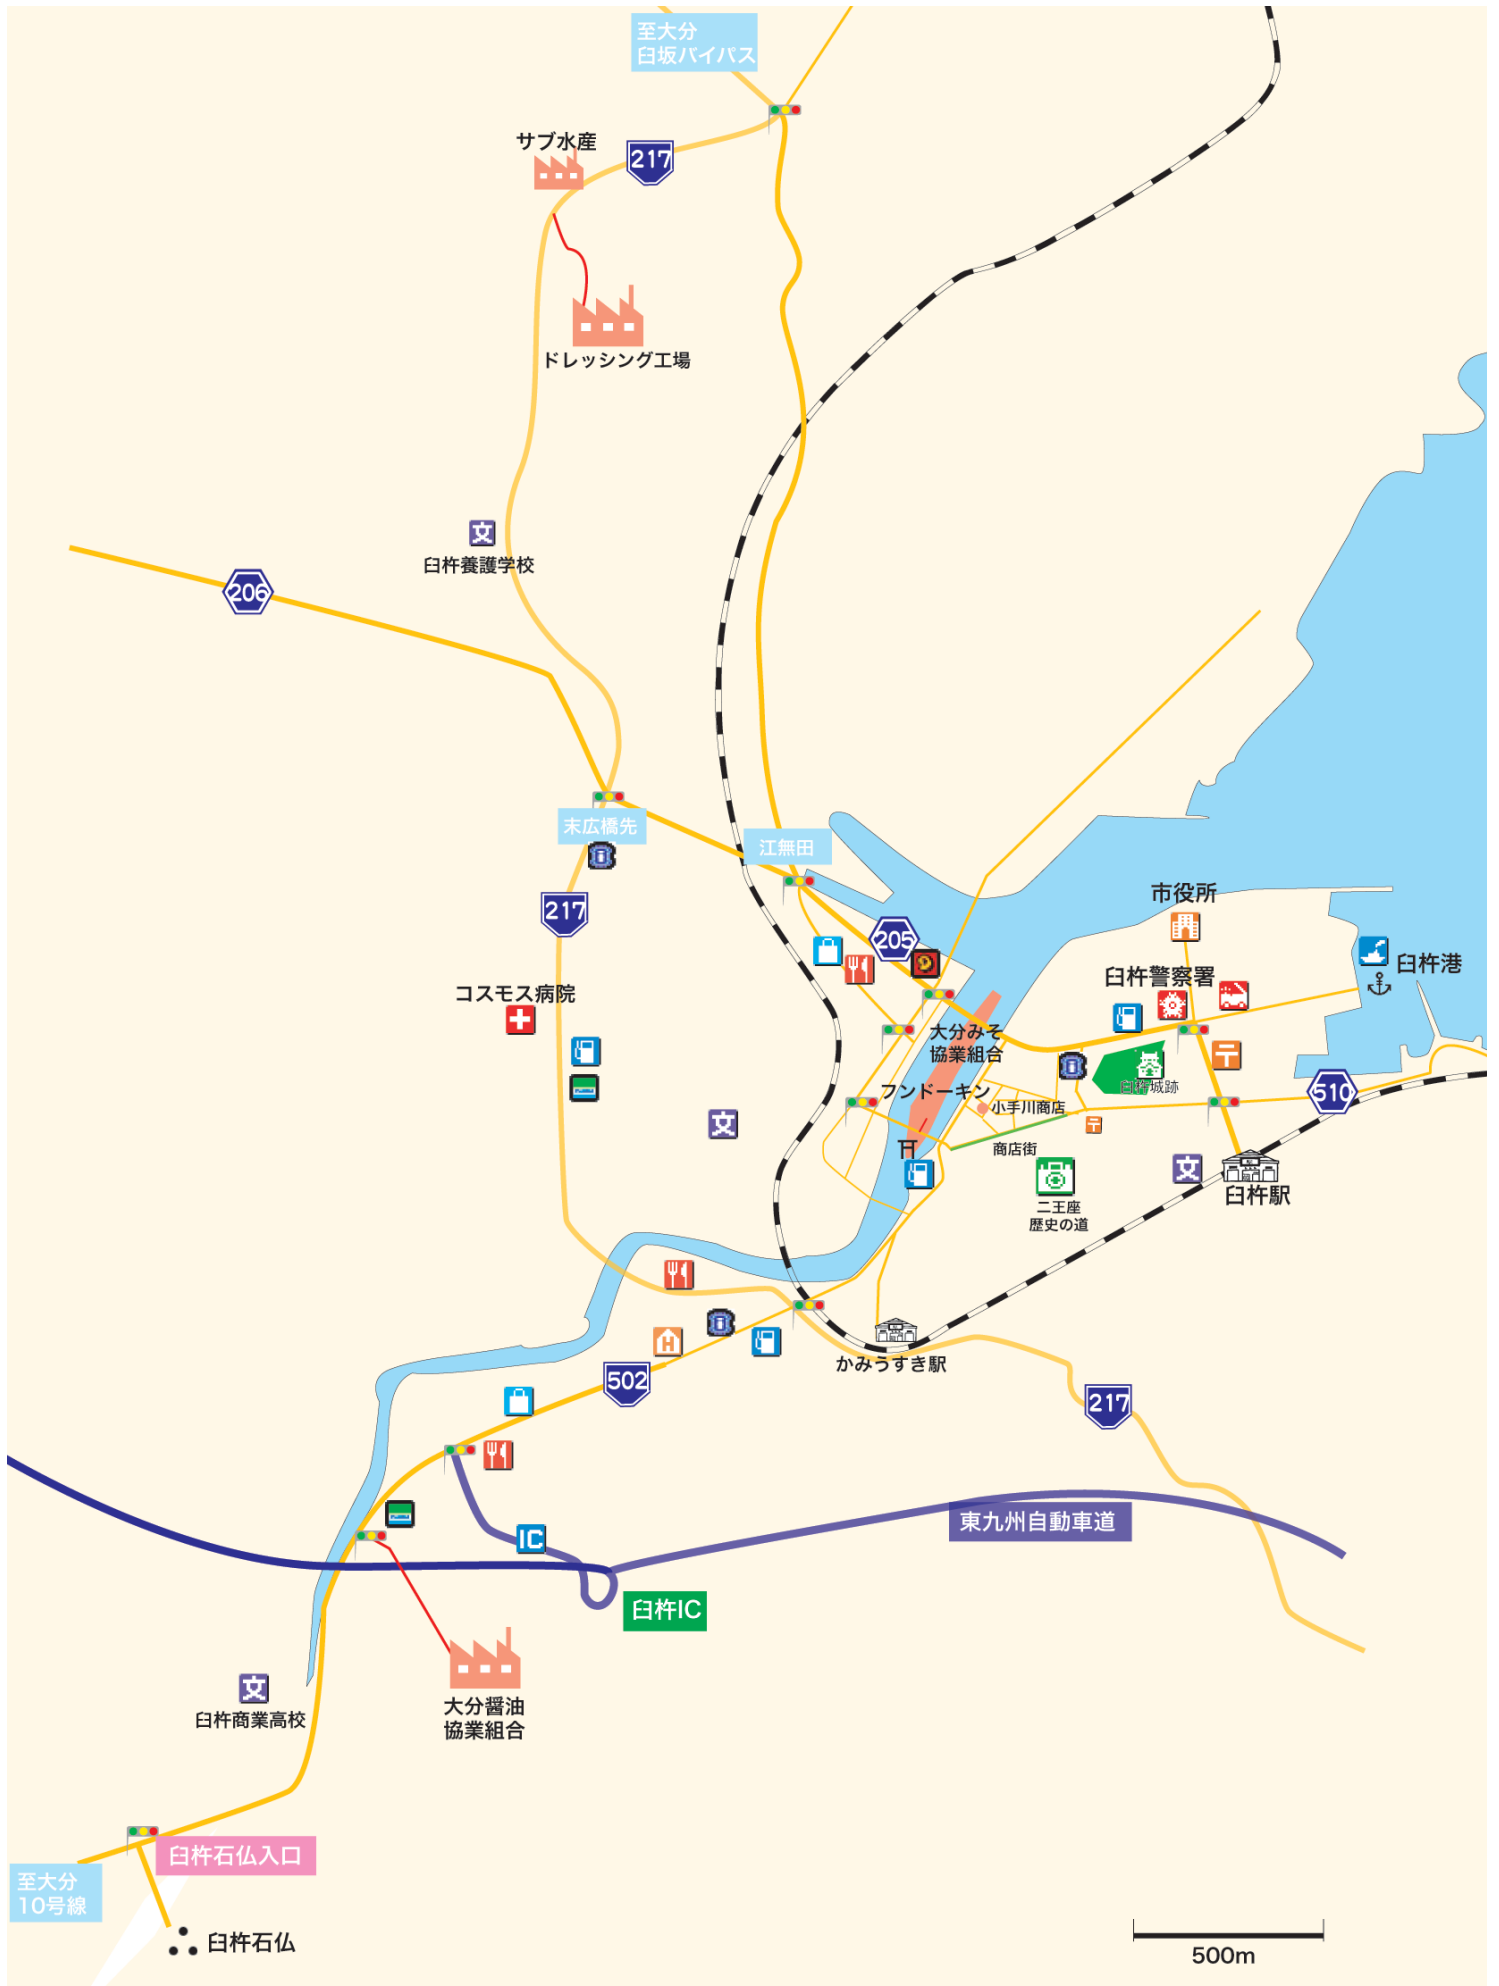 至大分
臼坂バイパス
サブ水産
217
ドレッシング工場
臼杵養護学校
206
末広橋先
江無田
217
205
市役所
臼杵警察署
臼杵港
コスモス病院
大分みそ
協業組合
臼杵城跡
フンドーキン
小手川商店
510
商店街
二王座
歴史の道
臼杵駅
かみうすき駅
502
217
東九州自動車道
IC
臼杵IC
大分醤油
協業組合
臼杵商業高校
臼杵石仏入口
至大分
10号線
臼杵石仏
500m
文
文
文
文
H
〒
〒